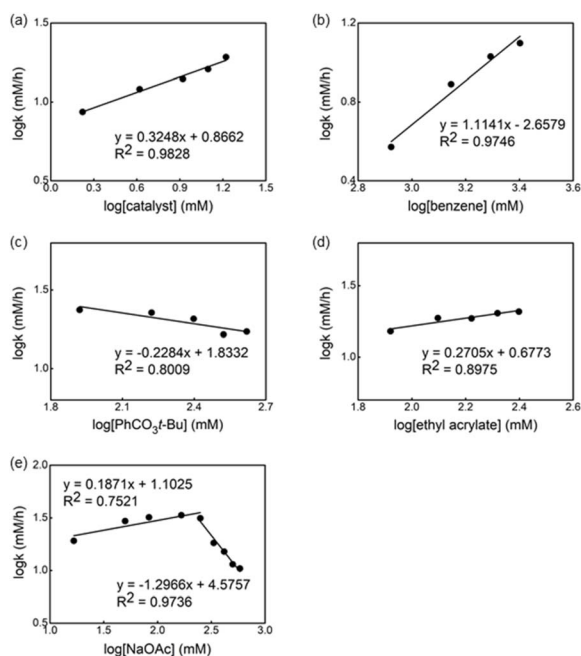 (a)
1.5
1.0
0.5
0.0 0.3 0.6 0.9 1.2 1.5
logk (mM/h)
log[catalyst] (mM)
y = 0.3248x + 0.8662
R2 = 0.9828
(b)
1.2
0.8
0.4
2.8 3.0 3.2 3.4 3.6
logk (mM/h)
log[benzene] (mM)
y = 1.1141x - 2.6579
R2 = 0.9746
(c)
1.5
1.0
1.8 2.1 2.4 2.7
logk (mM/h)
log[PhCO3t-Bu] (mM)
y = -0.2284x + 1.8332
R2 = 0.8009
(d)
1.5
1.0
1.8 2.0 2.2 2.4 2.6
logk (mM/h)
log[ethyl acrylate] (mM)
y = 0.2705x + 0.6773
R2 = 0.8975
(e)
2.0
1.5
1.0
0.5
1.0 1.5 2.0 2.5 3.0
logk (mM/h)
log[NaOAc] (mM)
y = 0.1871x + 1.1025
R2 = 0.7521
y = -1.2966x + 4.5757
R2 = 0.9736